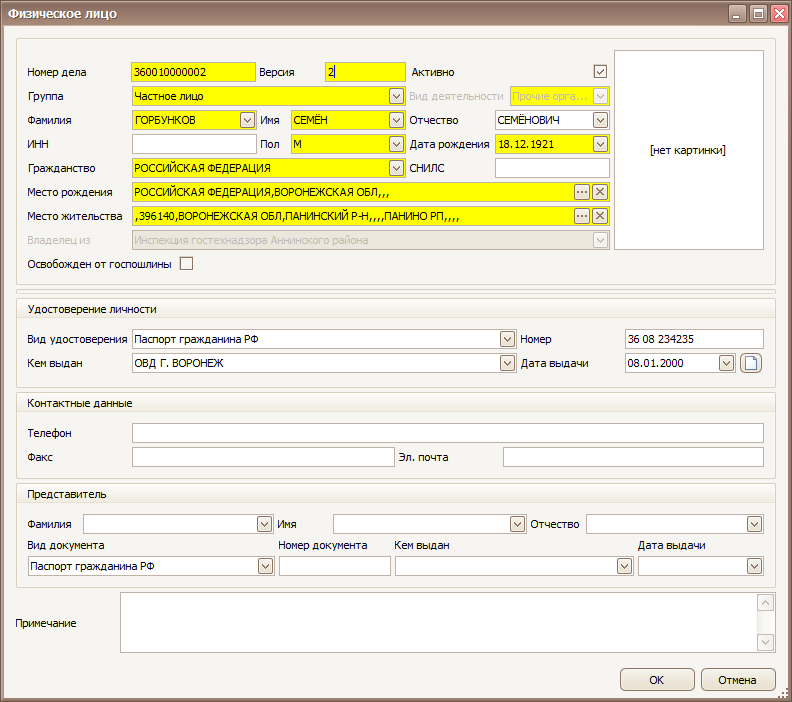 Физическое лицо
Номер дела 360010000002 Версия 2 Активно
Группа Частное лицо Вид деятельности Прочие орга...
Фамилия ГОРБУНКОВ Имя СЕМЁН Отчество СЕМЁНОВИЧ
[нет картинки]
ИНН Пол М Дата рождения 18.12.1921
Гражданство РОССИЙСКАЯ ФЕДЕРАЦИЯ СНИЛС
Место рождения РОССИЙСКАЯ ФЕДЕРАЦИЯ,ВОРОНЕЖСКАЯ ОБЛ,,,
Место жительства ,396140,ВОРОНЕЖСКАЯ ОБЛ,ПАНИНСКИЙ Р-Н,,,,ПАНИНО РП,,,,
Владелец из Инспекция гостехнадзора Аннинского района
Освобожден от госпошлины
Удостоверение личности
Вид удостоверения Паспорт гражданина РФ Номер 36 08 234235
Кем выдан ОВД Г. ВОРОНЕЖ Дата выдачи 08.01.2000
Контактные данные
Телефон
Факс Эл. почта
Представитель
Фамилия Имя Отчество
Вид документа Номер документа Кем выдан Дата выдачи
Паспорт гражданина РФ
Примечание
ОК Отмена